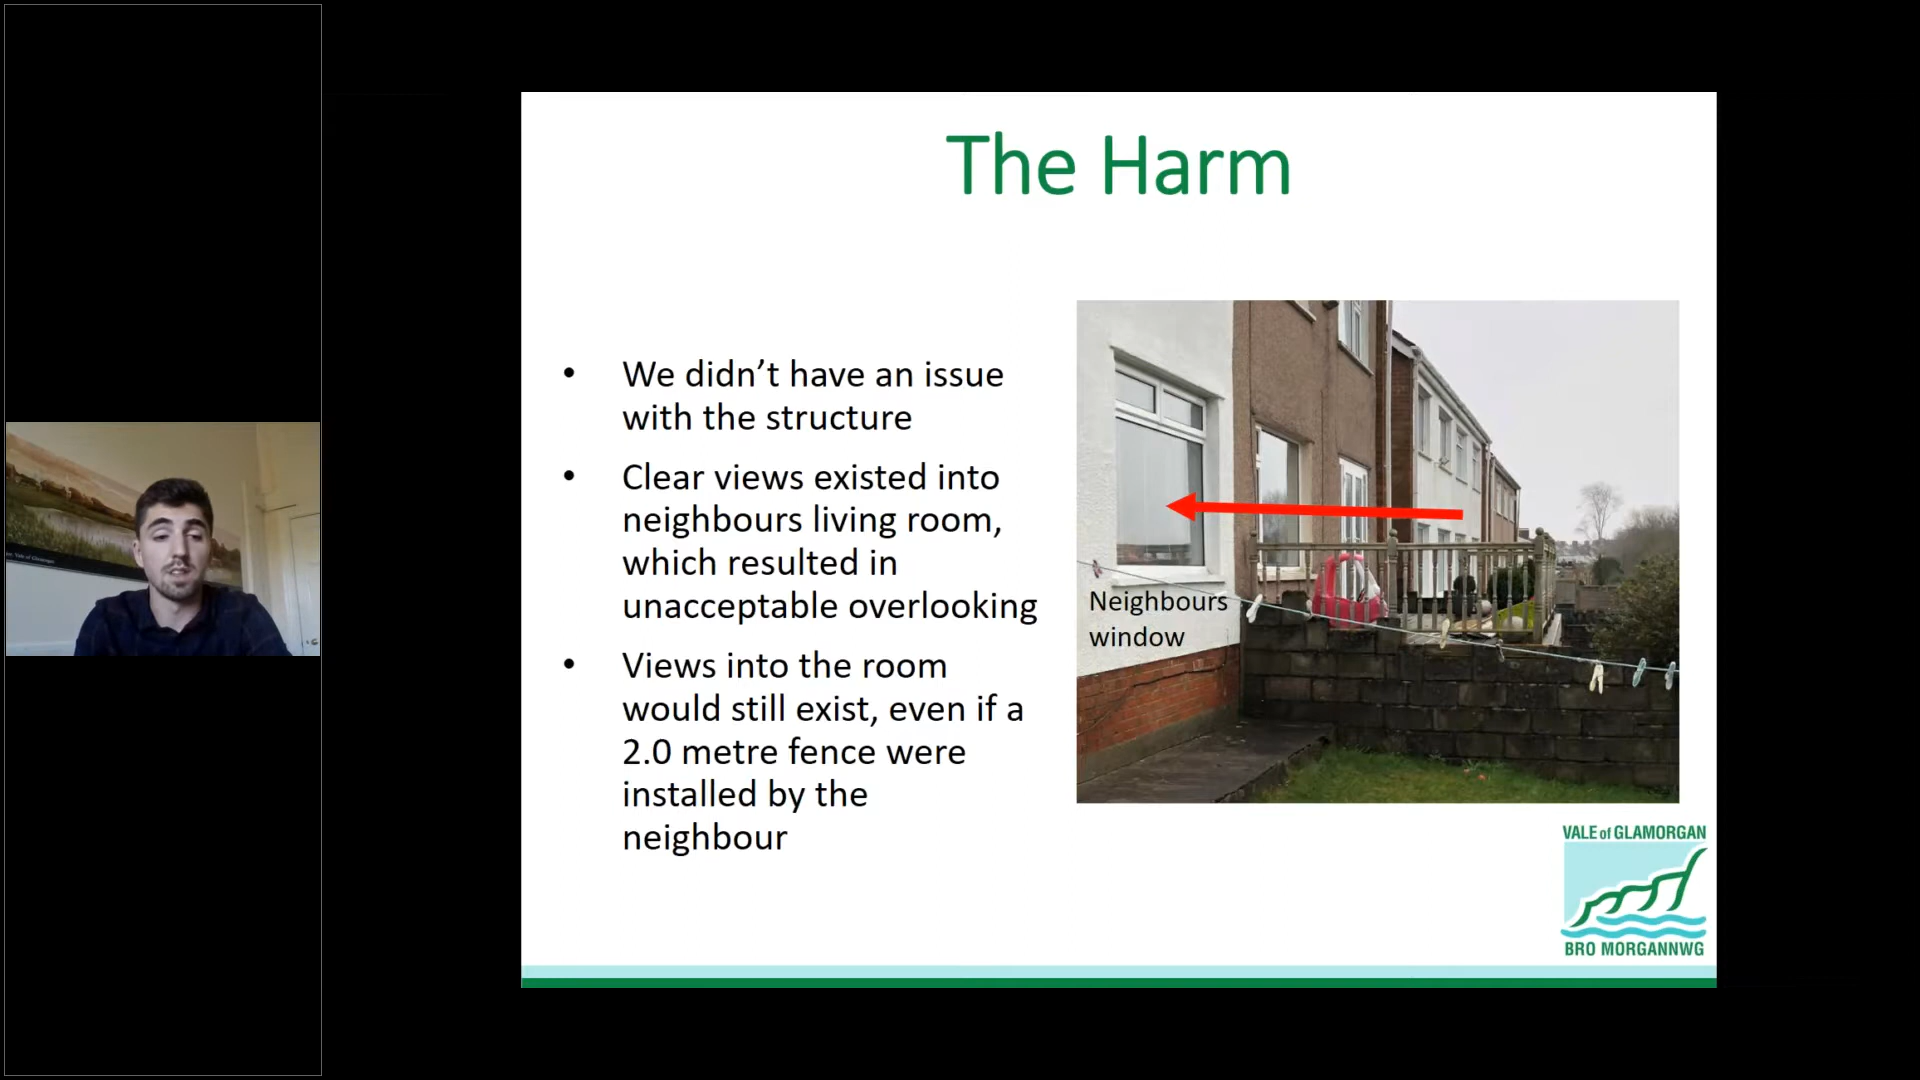 The Harm
• We didn’t have an issue
with the structure
• Clear views existed into
neighbours living room,
which resulted in
unacceptable overlooking
• Views into the room
would still exist, even if a
2.0 metre fence were
installed by the
neighbour
Neighbours
window
VALE of GLAMORGAN
BRO MORGANNWG